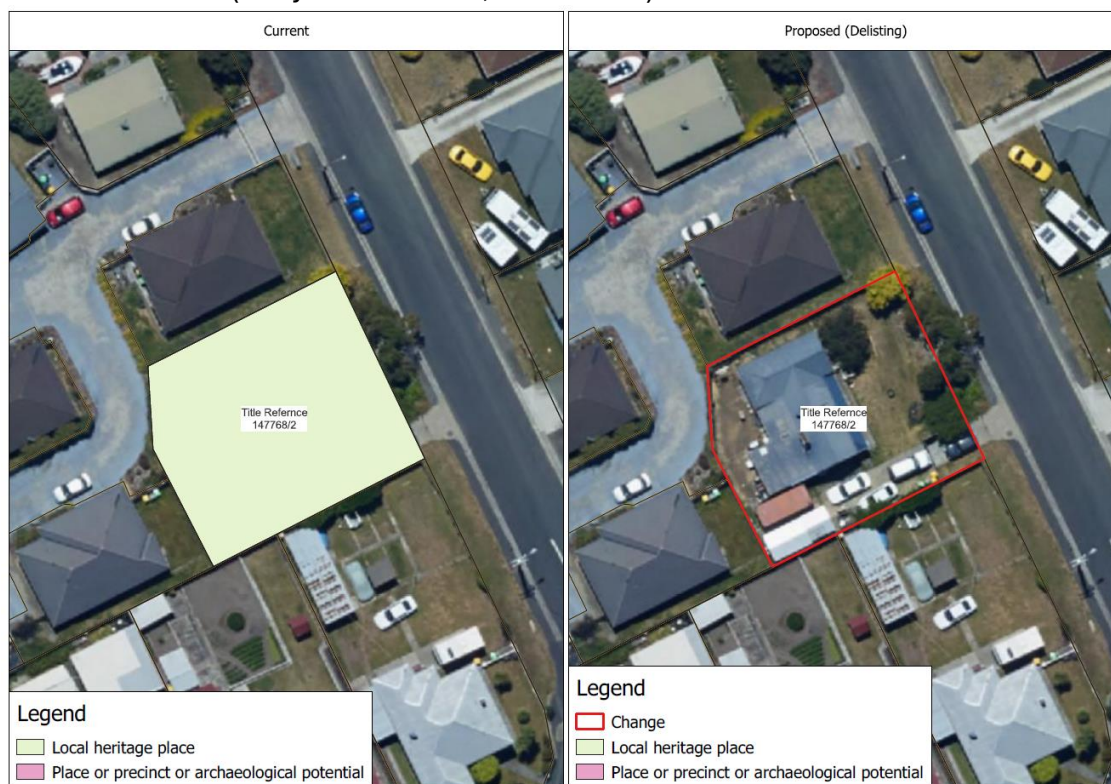 Current
Proposed (Delisting)
Title Refernce
147768/2
Title Refernce
147768/2
Legend
Local heritage place
Place or precinct or archaeological potential
Legend
Change
Local heritage place
Place or precinct or archaeological potential